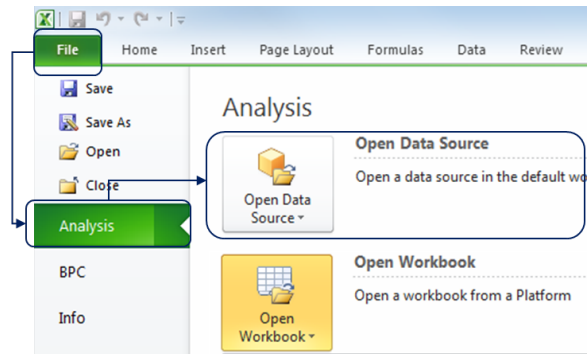 File Home Insert Page Layout Formulas Data Review
Save
Save As
Open
Close
Analysis
BPC
Info
Analysis
Open Data
Source
Open Data Source
Open a data source in the default wo
Open
Workbook
Open Workbook
Open a workbook from a Platform